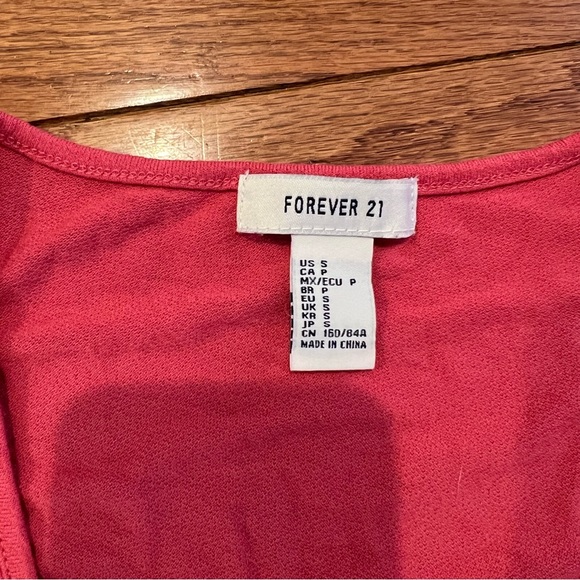 FOREVER 21
US S
CA P
MX/ECU P
BR P
EU S
UK S
KR S
JP S
CN 160/84A
MADE IN CHINA